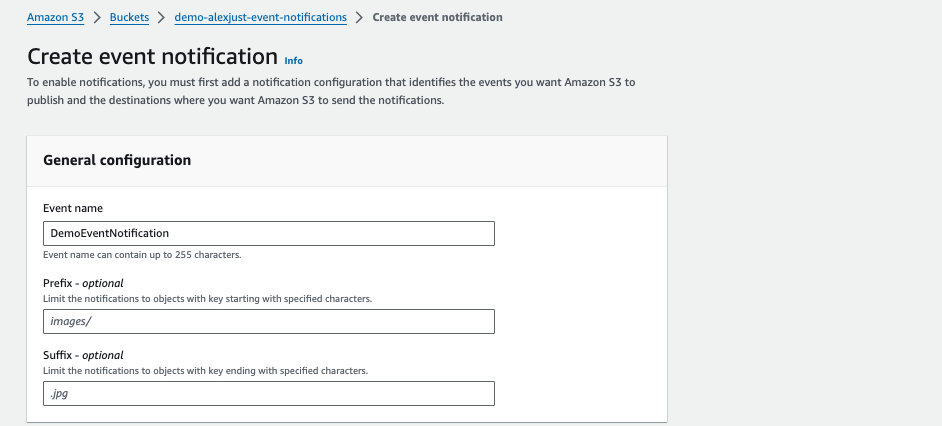 Amazon S3 > Buckets > demo-alexjust-event-notifications > Create event notification
Create event notification Info
To enable notifications, you must first add a notification configuration that identifies the events you want Amazon S3 to
publish and the destinations where you want Amazon S3 to send the notifications.
General configuration
Event name
DemoEventNotification
Event name can contain up to 255 characters.
Prefix - optional
Limit the notifications to objects with key starting with specified characters.
images/
Suffix - optional
Limit the notifications to objects with key ending with specified characters.
.jpg